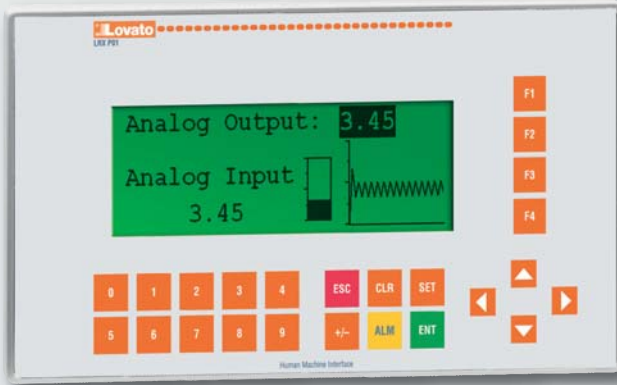 Lovato
LRX P01
Analog Output: 3.45
Analog Input
3.45
F1
F2
F3
F4
0 1 2 3 4 ESC CLR SET
5 6 7 8 9 +/- ALM ENT
Human Machine Interface